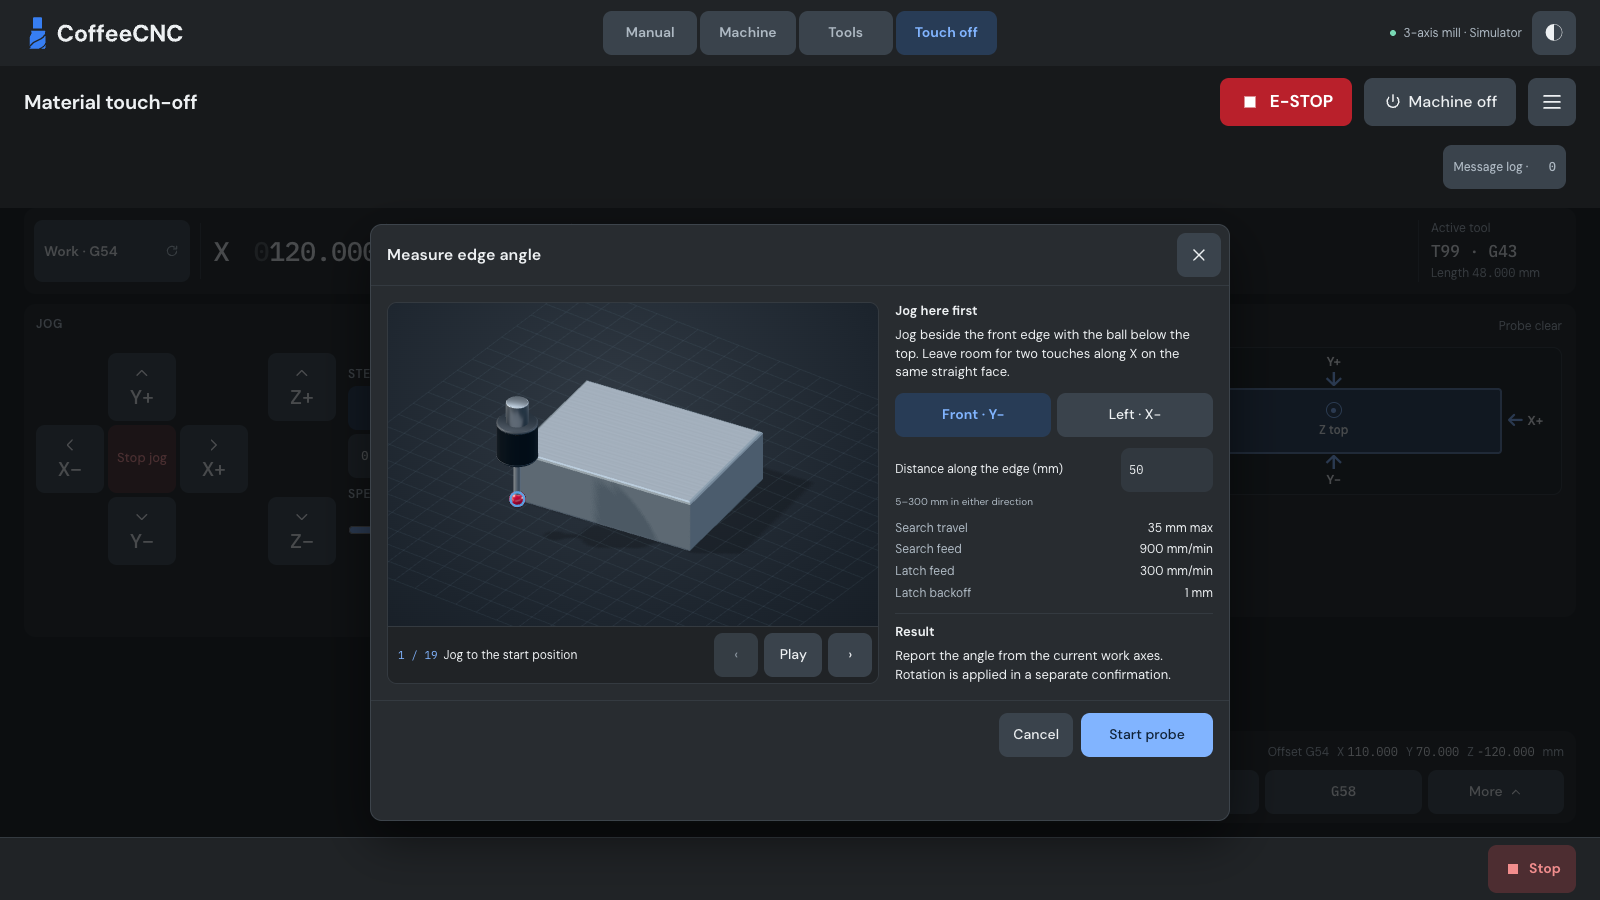 CoffeeCNC
Manual
Machine
Tools
Touch off
3-axis mill · Simulator
Material touch-off
E-STOP
Machine off
Message log · 0
Work · G54
X 0120.000
Active tool
T99 · G43
Length 48.000 mm
Measure edge angle
JOG
Y+
Z+
X-
Stop jog
X+
Y-
Z-
STE
0
SPE
1 / 19 Jog to the start position
‹
Play
›
Jog here first
Jog beside the front edge with the ball below the
top. Leave room for two touches along X on the
same straight face.
Front · Y-
Left · X-
Distance along the edge (mm) 50
5–300 mm in either direction
Search travel 35 mm max
Search feed 900 mm/min
Latch feed 300 mm/min
Latch backoff 1 mm
Result
Report the angle from the current work axes.
Rotation is applied in a separate confirmation.
Cancel
Start probe
Probe clear
Y+
Z top
X+
Y-
Offset G54 X 110.000 Y 70.000 Z -120.000 mm
G58
More
Stop